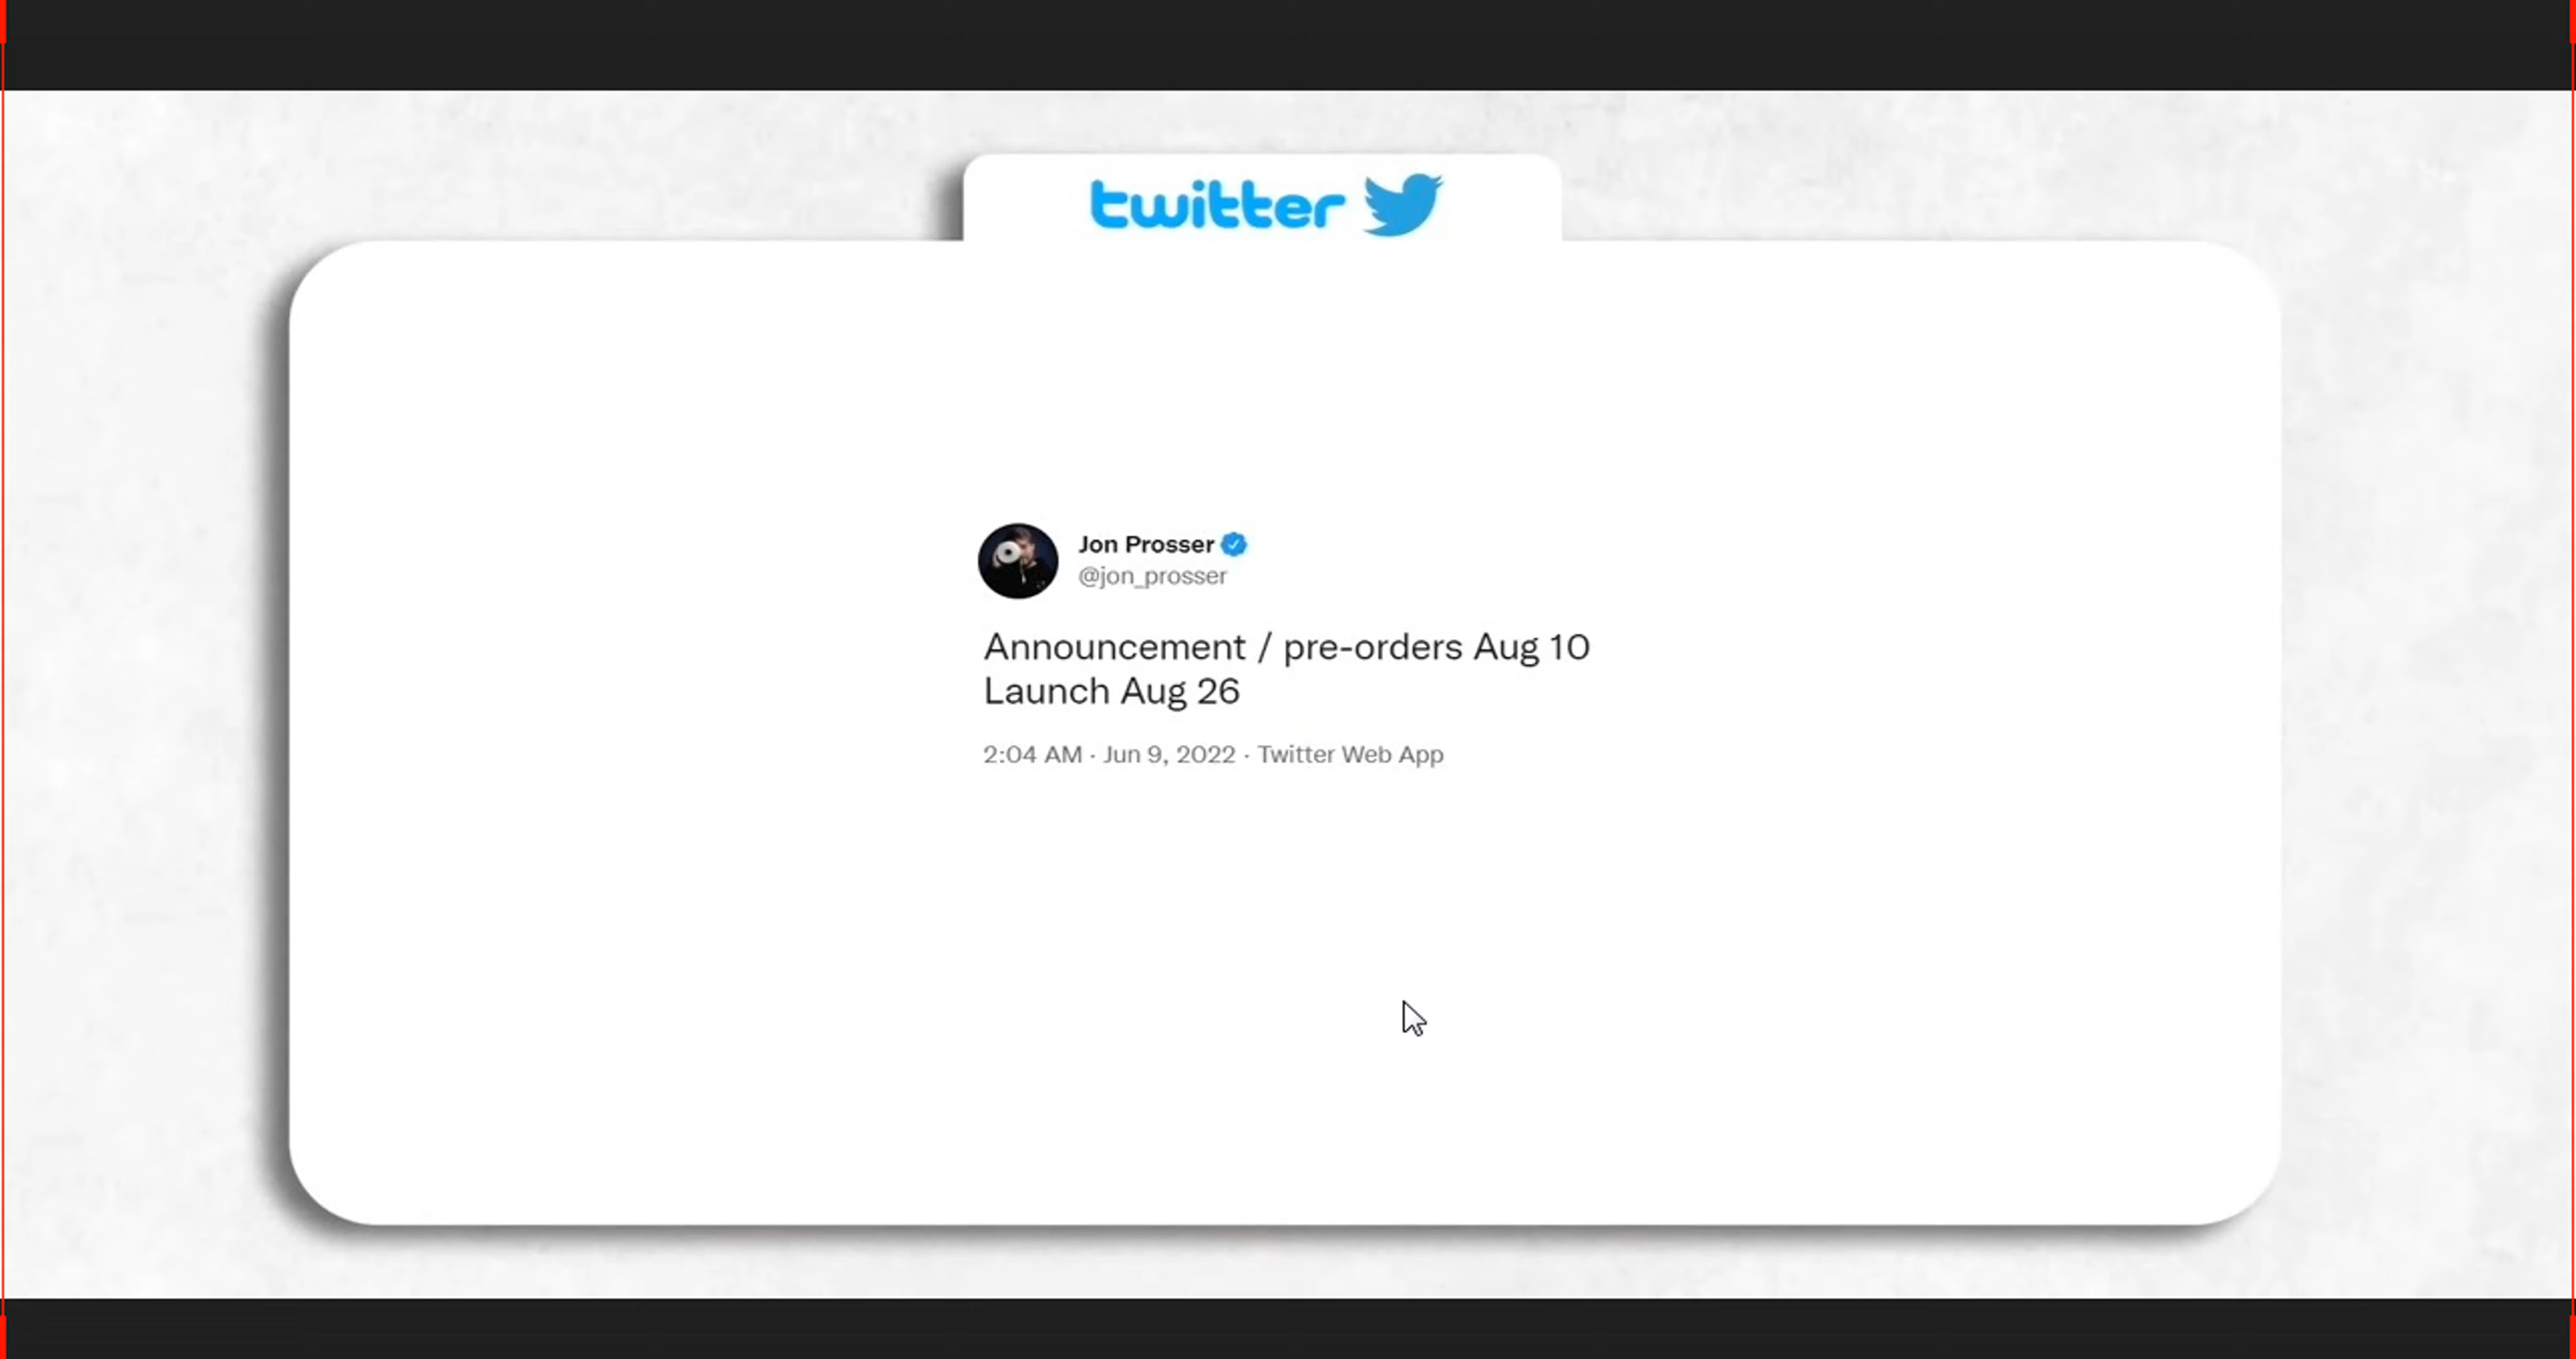 twitter
Jon Prosser
@jon_prosser
Announcement / pre-orders Aug 10
Launch Aug 26
2:04 AM · Jun 9, 2022 · Twitter Web App